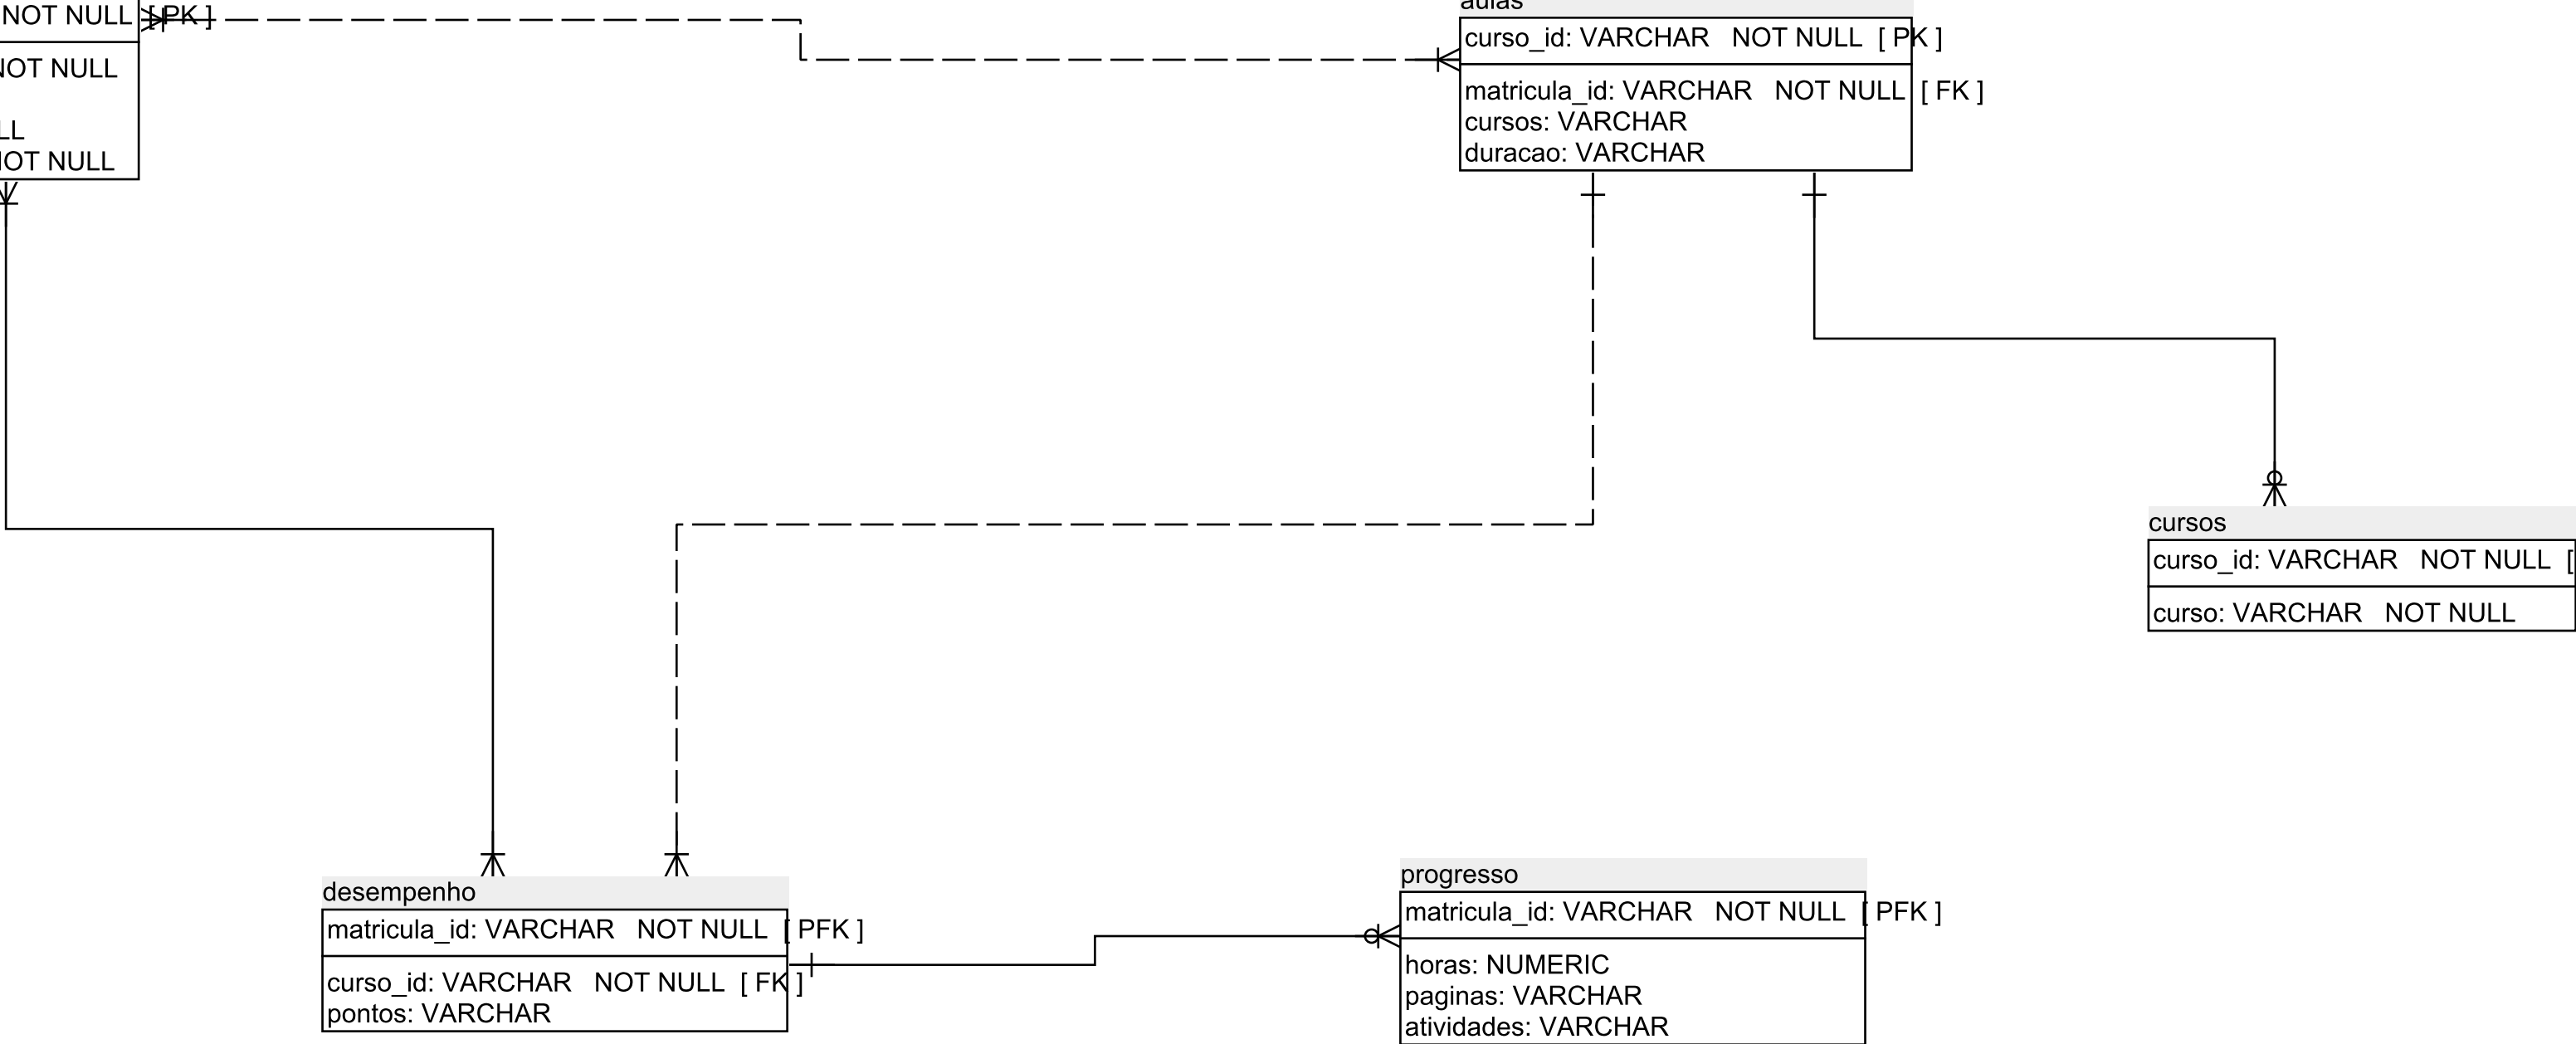 NOT NULL [ PK ]
NOT NULL
NOT NULL
aulas
curso_id: VARCHAR NOT NULL [ PK ]
matricula_id: VARCHAR NOT NULL [ FK ]
cursos: VARCHAR
duracao: VARCHAR
cursos
curso_id: VARCHAR NOT NULL [
curso: VARCHAR NOT NULL
desempenho
matricula_id: VARCHAR NOT NULL [ PFK ]
curso_id: VARCHAR NOT NULL [ FK ]
pontos: VARCHAR
progresso
matricula_id: VARCHAR NOT NULL [ PFK ]
horas: NUMERIC
paginas: VARCHAR
atividades: VARCHAR